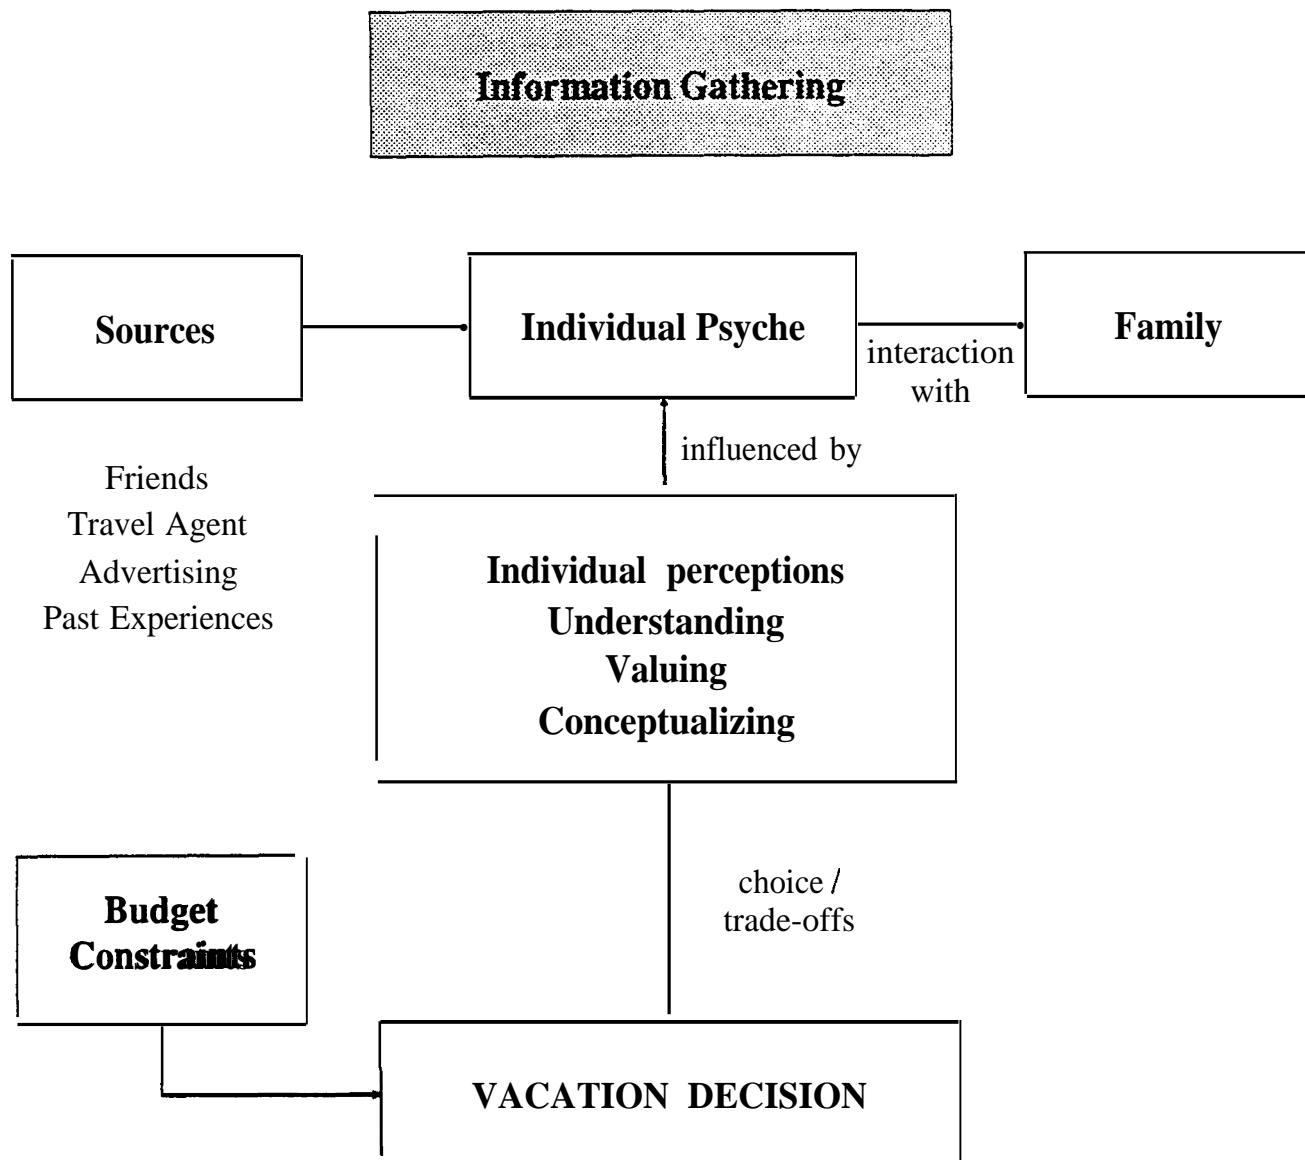 Information Gathering
Sources
Individual Psyche
Family
interaction
with
influenced by
Friends
Travel Agent
Advertising
Past Experiences
Individual perceptions
Understanding
Valuing
Conceptualizing
choice /
trade-offs
Budget
Constraints
VACATION DECISION